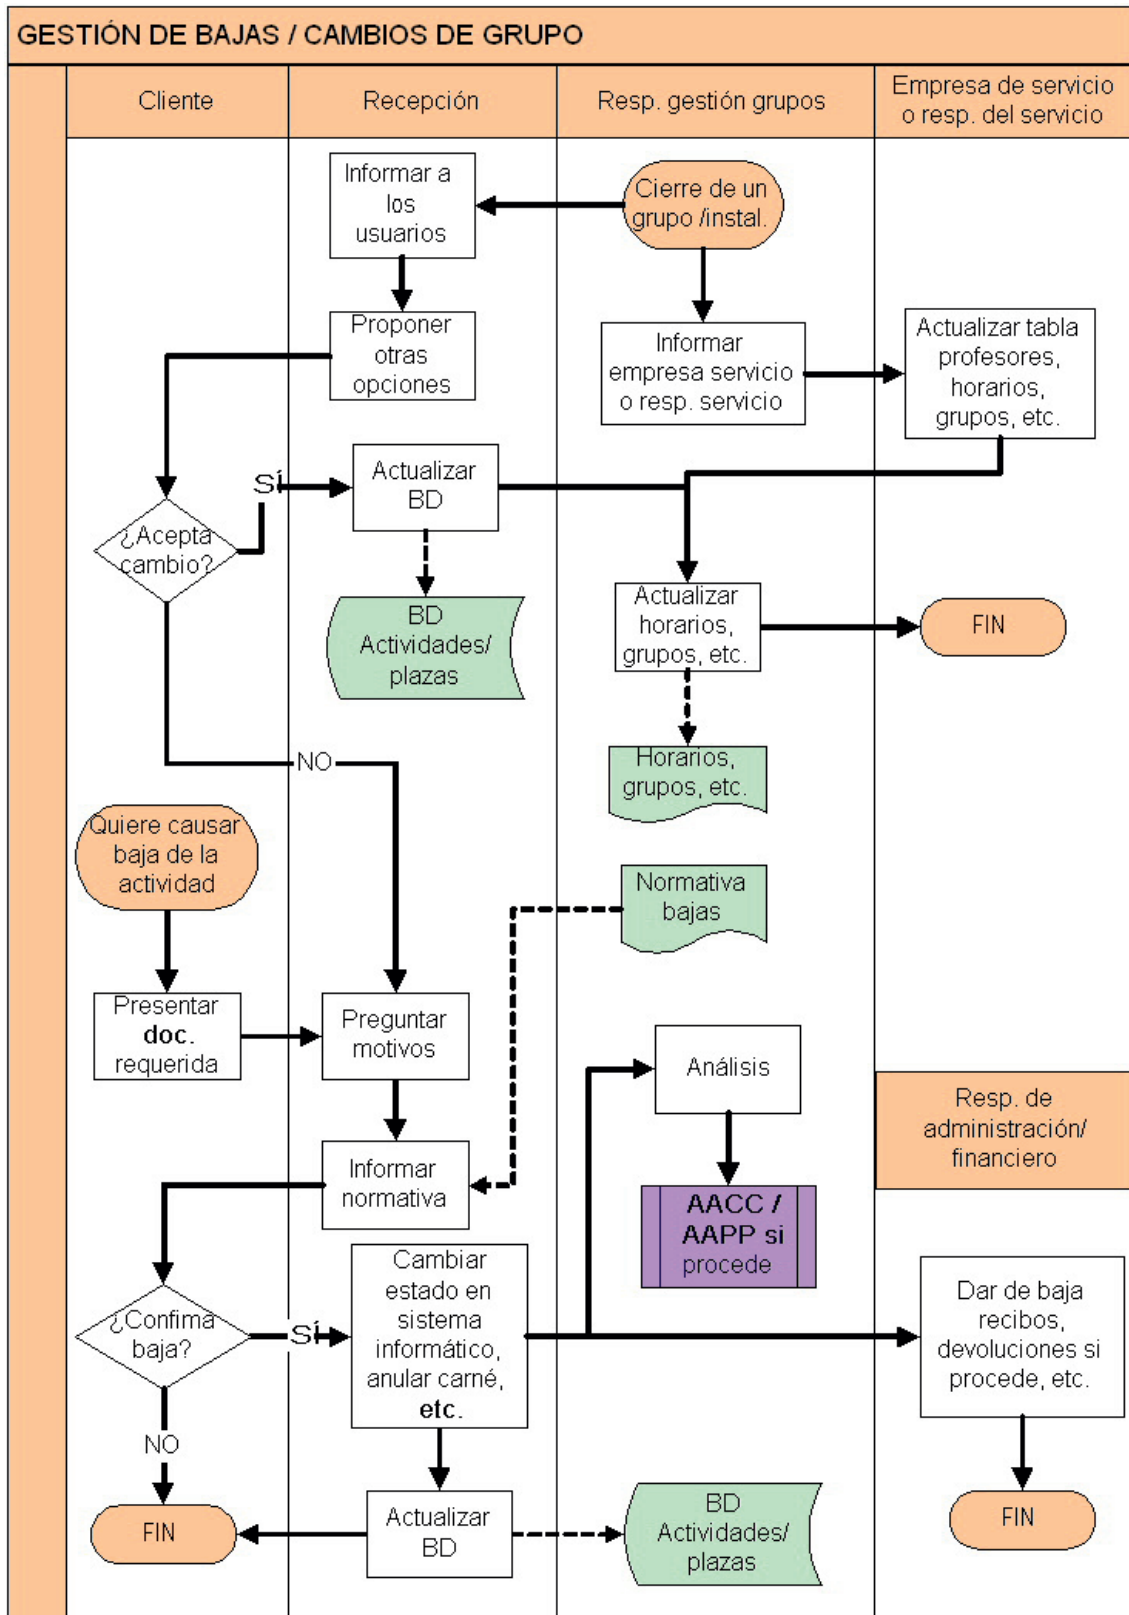 GESTIÓN DE BAJAS / CAMBIOS DE GRUPO
Cliente
Recepción
Resp. gestión grupos
Empresa de servicio
o resp. del servicio
Informar a
los
usuarios
Cierre de un
grupo /instal.
Proponer
otras
opciones
Informar
empresa servicio
o resp. servicio
Actualizar tabla
profesores,
horarios,
grupos, etc.
SÍ
Actualizar
BD
¿Acepta
cambio?
BD
Actividades/
plazas
Actualizar
horarios,
grupos, etc.
FIN
NO
Horarios,
grupos, etc.
Quiere causar
baja de la
actividad
Normativa
bajas
Presentar
doc.
requerida
Preguntar
motivos
Análisis
Resp. de
administración/
financiero
Informar
normativa
AACC /
AAPP si
procede
¿Confima
baja?
SÍ
Cambiar
estado en
sistema
informático,
anular carné,
etc.
Dar de baja
recibos,
devoluciones si
procede, etc.
NO
FIN
Actualizar
BD
BD
Actividades/
plazas
FIN